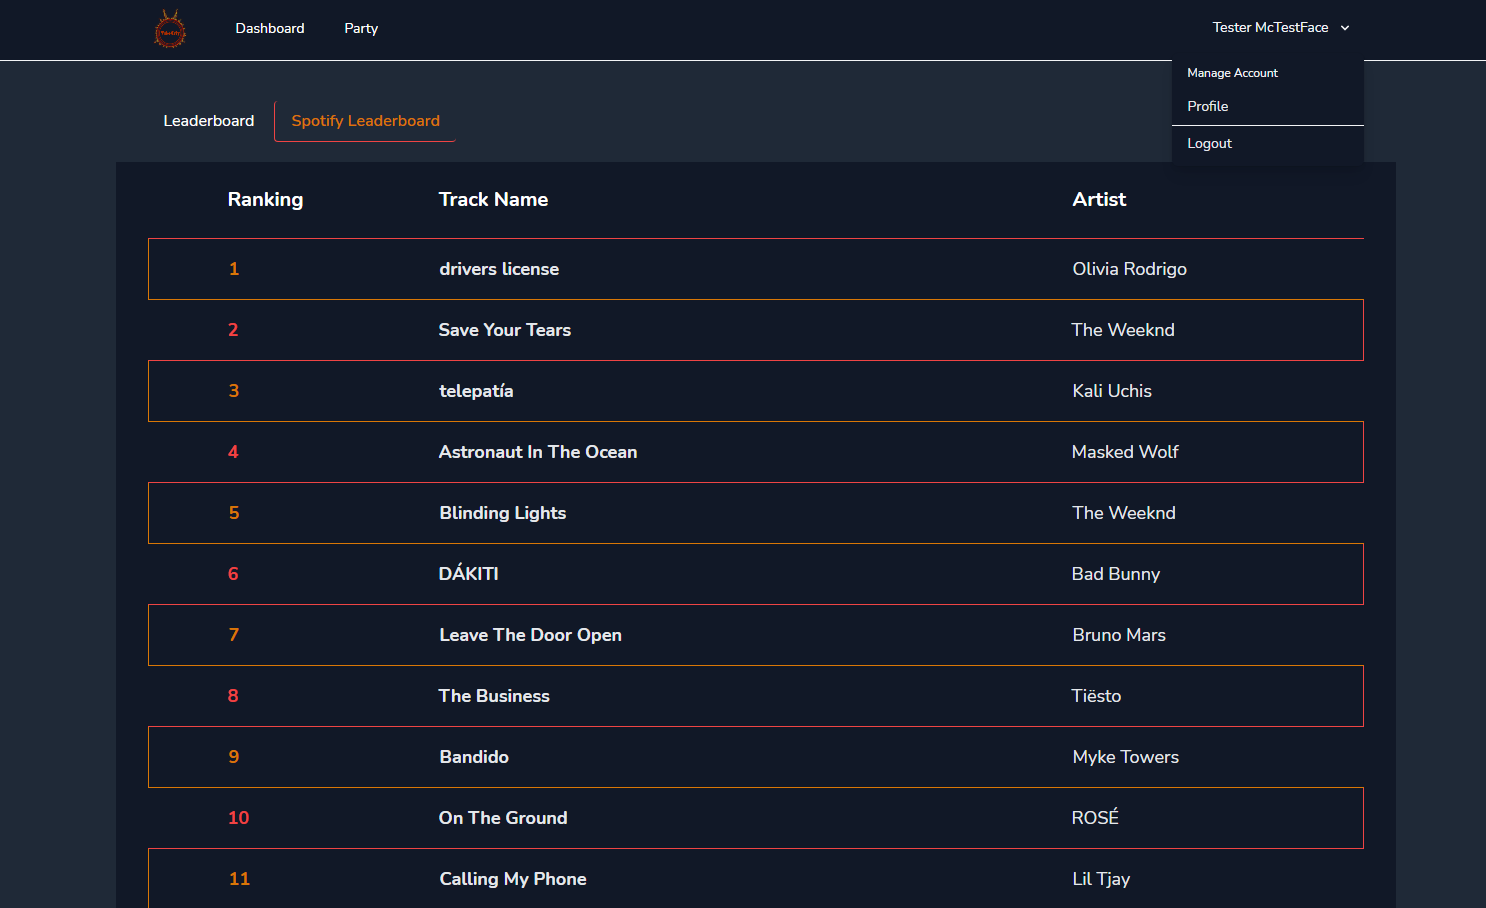 Dashboard Party Tester McTestFace
Manage Account
Profile
Logout
Leaderboard Spotify Leaderboard
Ranking Track Name Artist
1 drivers license Olivia Rodrigo
2 Save Your Tears The Weeknd
3 telepatía Kali Uchis
4 Astronaut In The Ocean Masked Wolf
5 Blinding Lights The Weeknd
6 DÁKITI Bad Bunny
7 Leave The Door Open Bruno Mars
8 The Business Tiësto
9 Bandido Myke Towers
10 On The Ground ROSÉ
11 Calling My Phone Lil Tjay